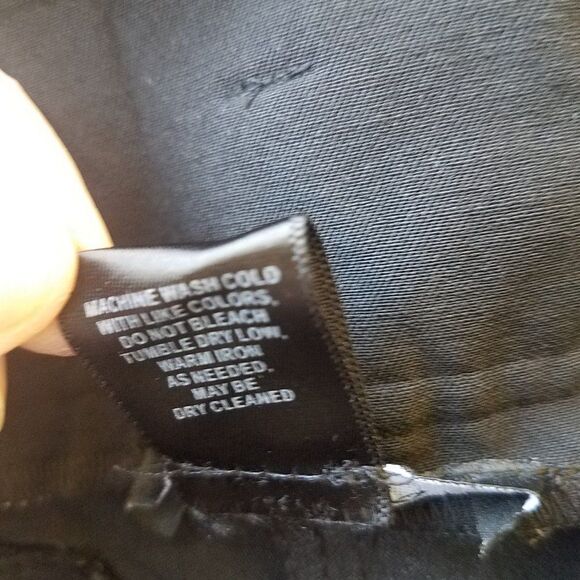 MACHINE WASH COLD
WITH LIKE COLORS.
DO NOT BLEACH
TUMBLE DRY LOW.
WARM IRON
AS NEEDED.
MAY BE
DRY CLEANED